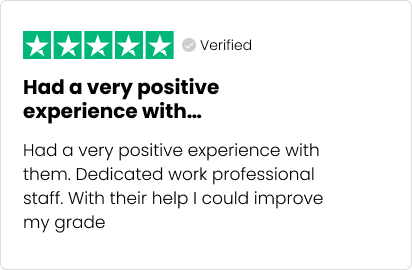 Verified
Had a very positive
experience with...
Had a very positive experience with
them. Dedicated work professional
staff. With their help I could improve
my grade